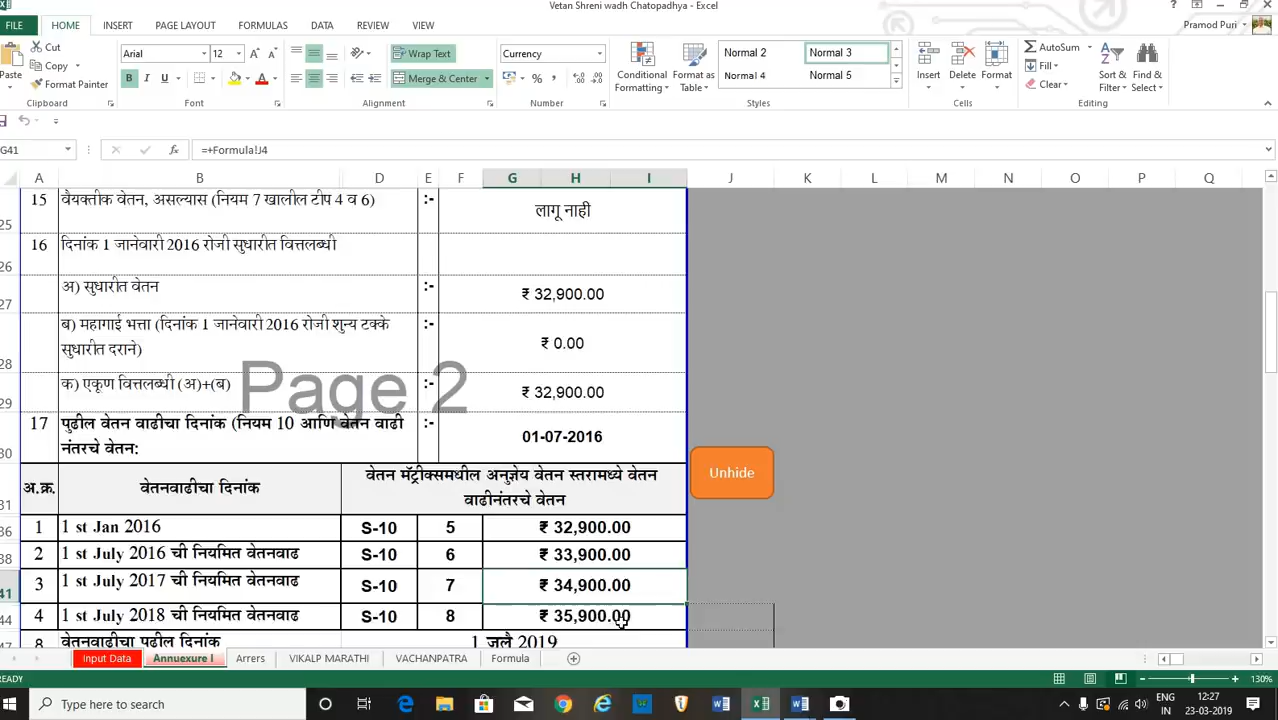 Vetan Shreni wadh Chatopadhya - Excel
FILE HOME INSERT PAGE LAYOUT FORMULAS DATA REVIEW VIEW Pramod Puri
Cut
Copy
Format Painter
Paste
Clipboard
Arial 12
Font
Wrap Text
Merge & Center
Alignment
Currency
Number
Conditional Formatting
Format as Table
Normal 2 Normal 3
Normal 4 Normal 5
Styles
Insert Delete Format
Cells
AutoSum
Fill
Clear
Sort & Filter
Find & Select
Editing
G41 =+Formula!J4
A B D E F G H I J K L M N O P Q
15 वैयक्तीक वेतन, असल्यास (नियम 7 खालील टीप 4 व 6) :- लागू नाही
16 दिनांक 1 जानेवारी 2016 रोजी सुधारीत वित्तलब्धी
अ) सुधारीत वेतन :- ₹ 32,900.00
ब) महागाई भत्ता (दिनांक 1 जानेवारी 2016 रोजी शुन्य टक्के
सुधारीत दराने) :- ₹ 0.00
क) एकूण वित्तलब्धी (अ)+(ब) :- ₹ 32,900.00
Page 2
17 पुढील वेतन वाढीचा दिनांक (नियम 10 आणि वेतन वाढी
नंतरचे वेतन: :- 01-07-2016
अ.क्र. वेतनवाढीचा दिनांक वेतन मॅट्रीक्समधील अनुज्ञेय वेतन स्तरामध्ये वेतन
वाढीनंतरचे वेतन
Unhide
1 1 st Jan 2016 S-10 5 ₹ 32,900.00
2 1 st July 2016 ची नियमित वेतनवाढ S-10 6 ₹ 33,900.00
3 1 st July 2017 ची नियमित वेतनवाढ S-10 7 ₹ 34,900.00
4 1 st July 2018 ची नियमित वेतनवाढ S-10 8 ₹ 35,900.00
8 वेतनवाढीचा पुढील दिनांक 1 जुलै 2019
Input Data Annuexure I Arrers VIKALP MARATHI VACHANPATRA Formula
READY 130%
Type here to search
ENG 12:27
IN 23-03-2019